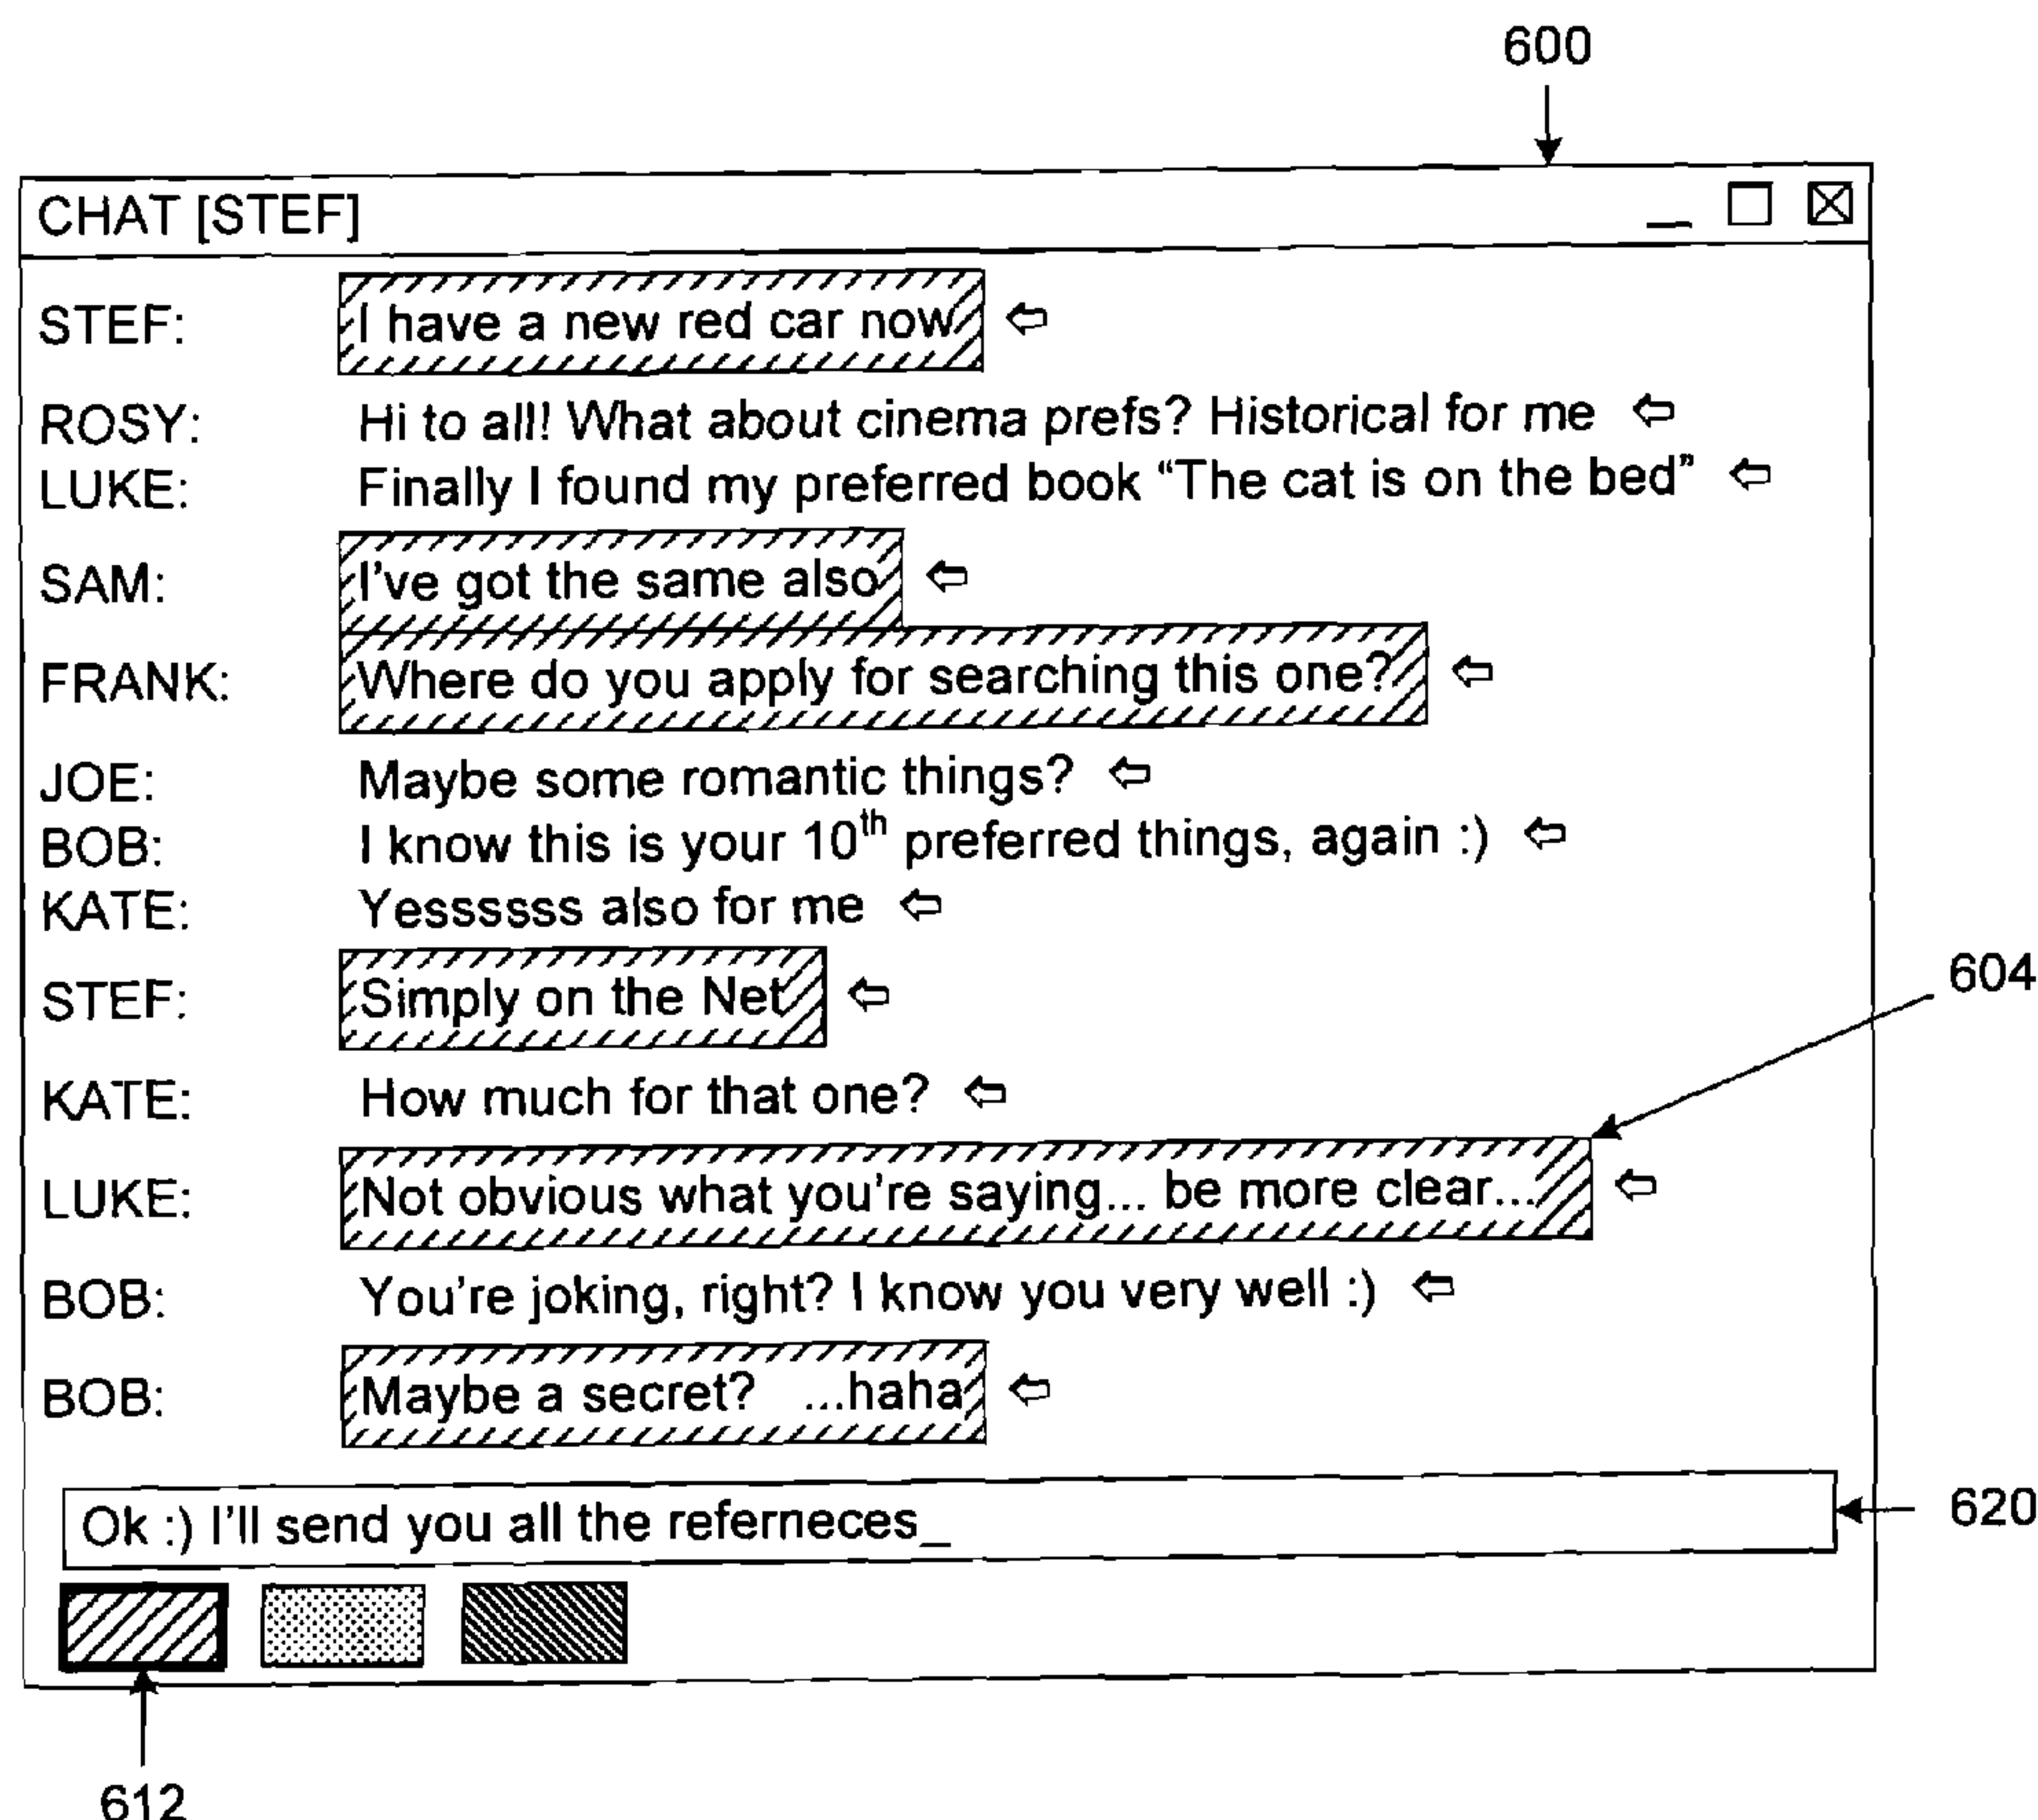 600
CHAT [STEF]
STEF: I have a new red car now
ROSY: Hi to all! What about cinema prefs? Historical for me
LUKE: Finally I found my preferred book “The cat is on the bed”
SAM: I've got the same also
FRANK: Where do you apply for searching this one?
JOE: Maybe some romantic things?
BOB: I know this is your 10th preferred things, again :)
KATE: Yessssss also for me
STEF: Simply on the Net
604
KATE: How much for that one?
LUKE: Not obvious what you're saying... be more clear...
BOB: You're joking, right? I know you very well :)
BOB: Maybe a secret? ...haha
Ok :) I'll send you all the referneces_
620
612